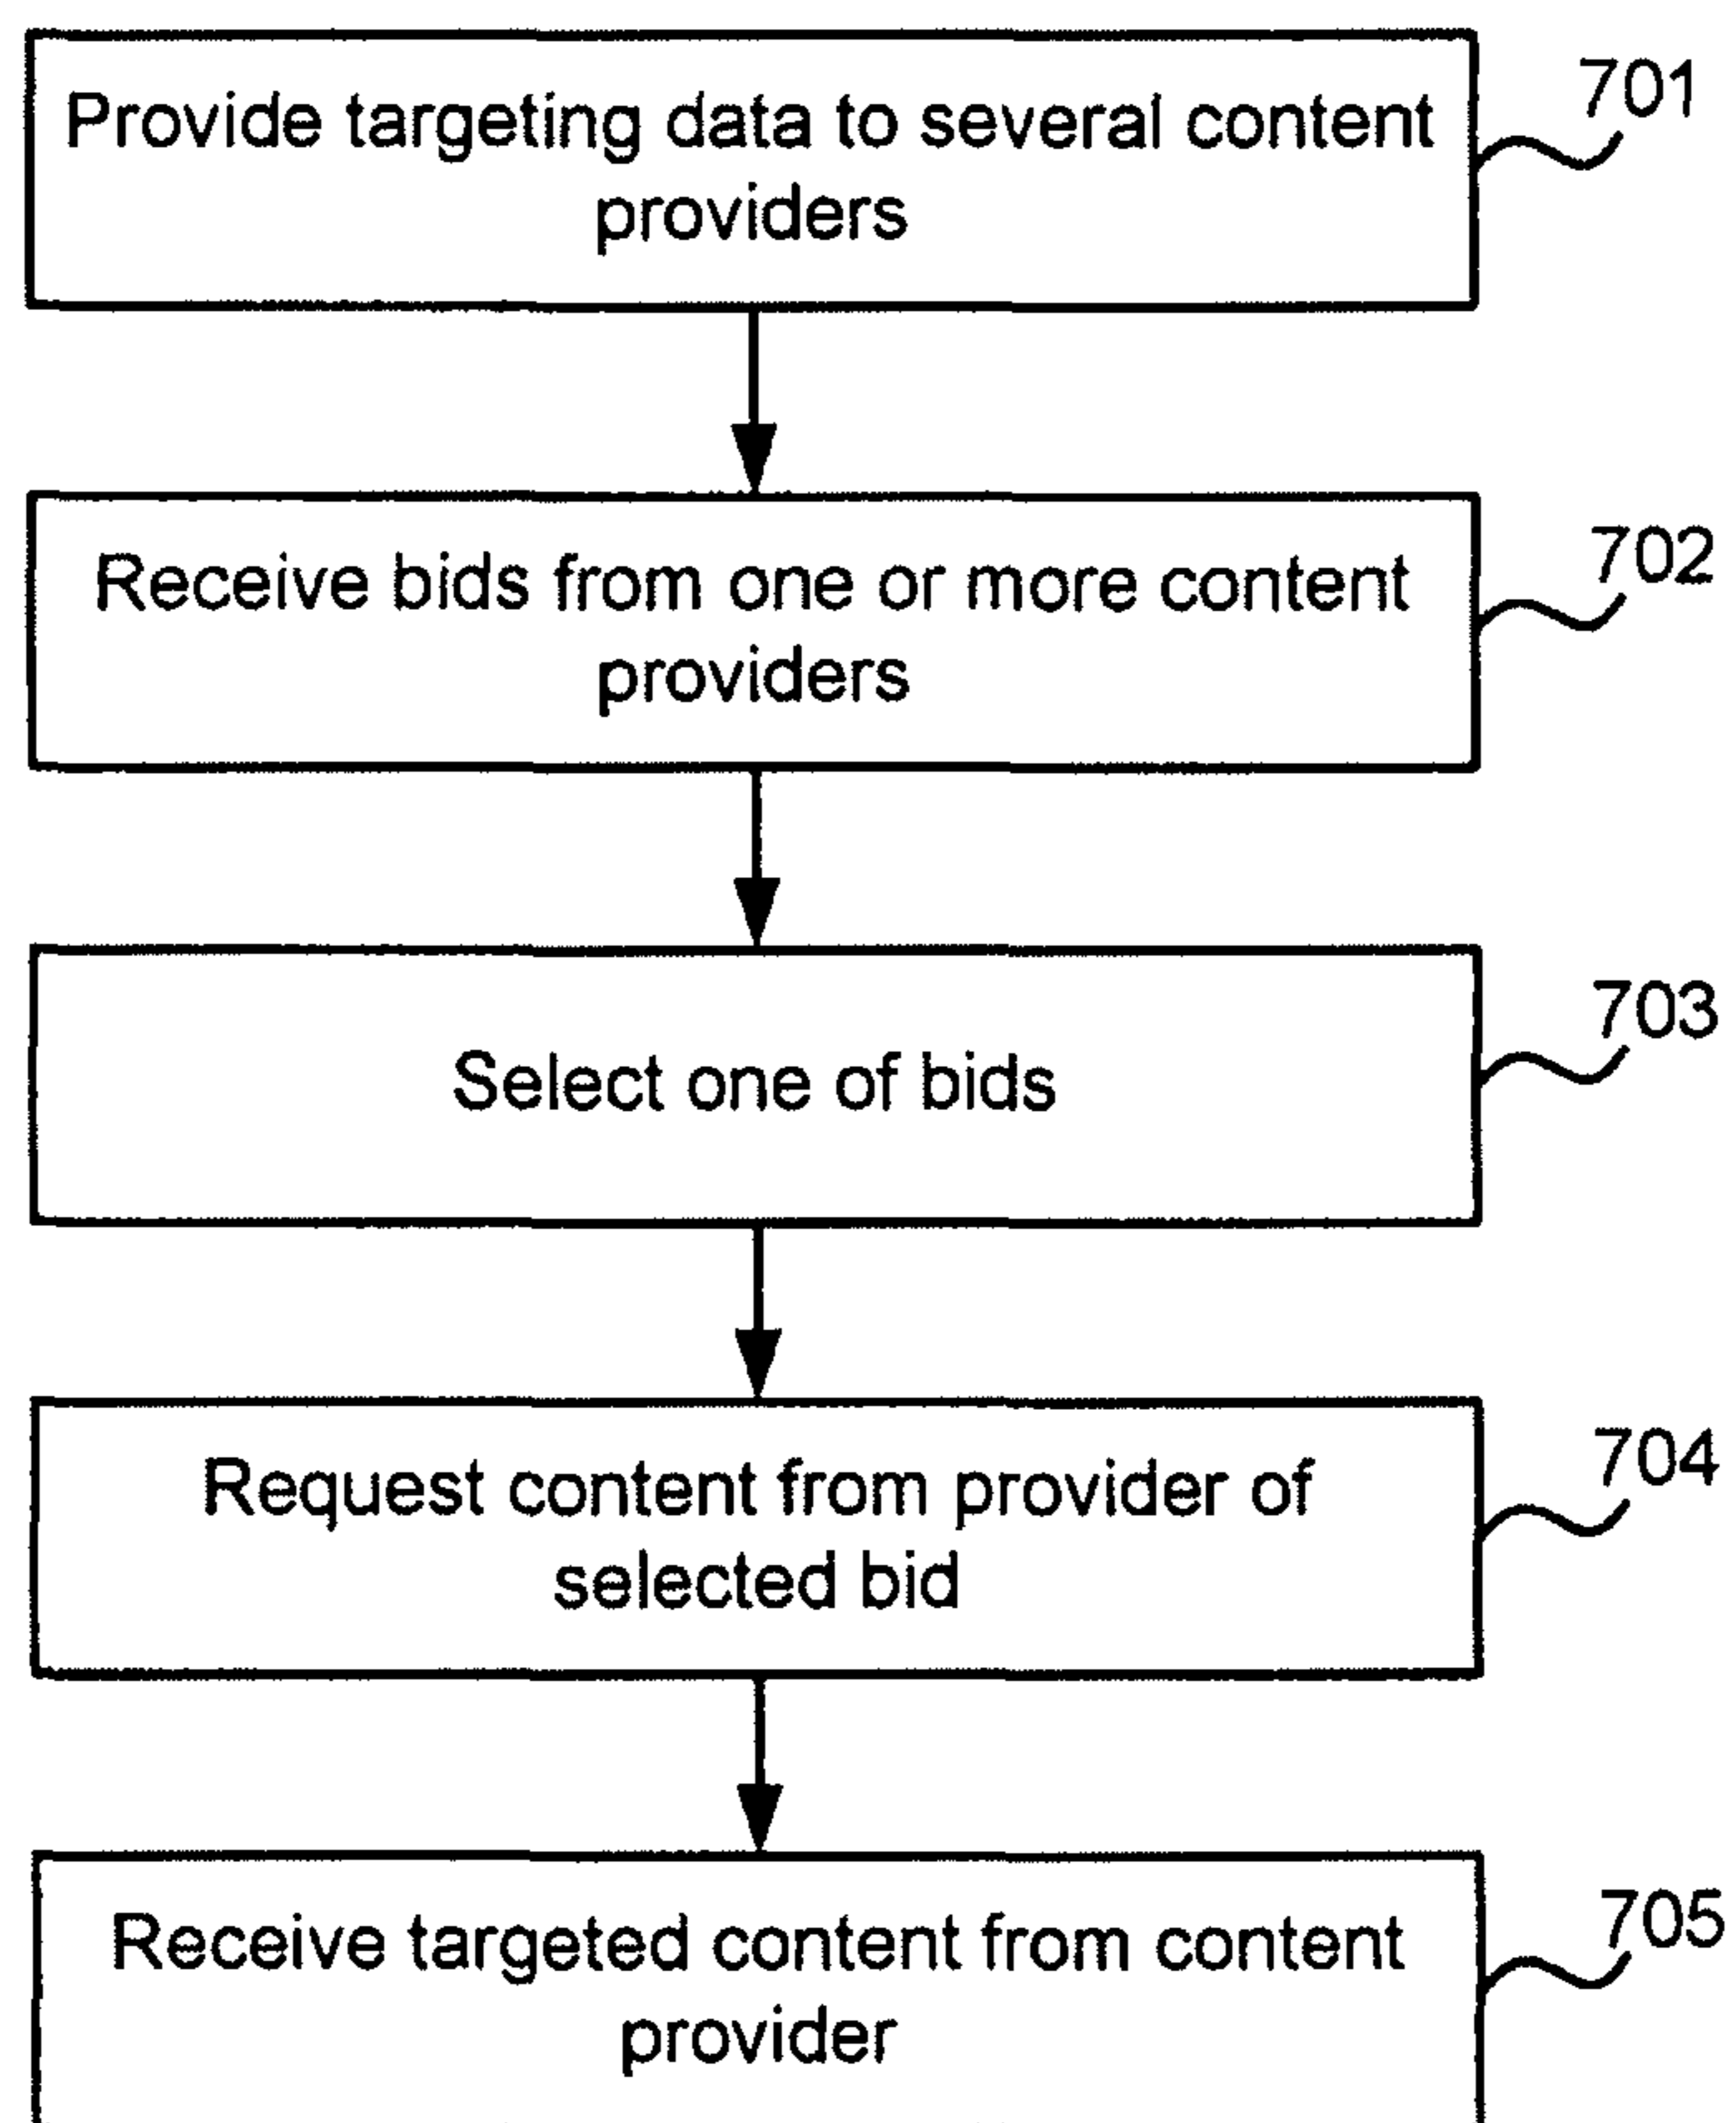 Provide targeting data to several content
providers
701
Receive bids from one or more content
providers
702
Select one of bids
703
Request content from provider of
selected bid
704
Receive targeted content from content
provider
705